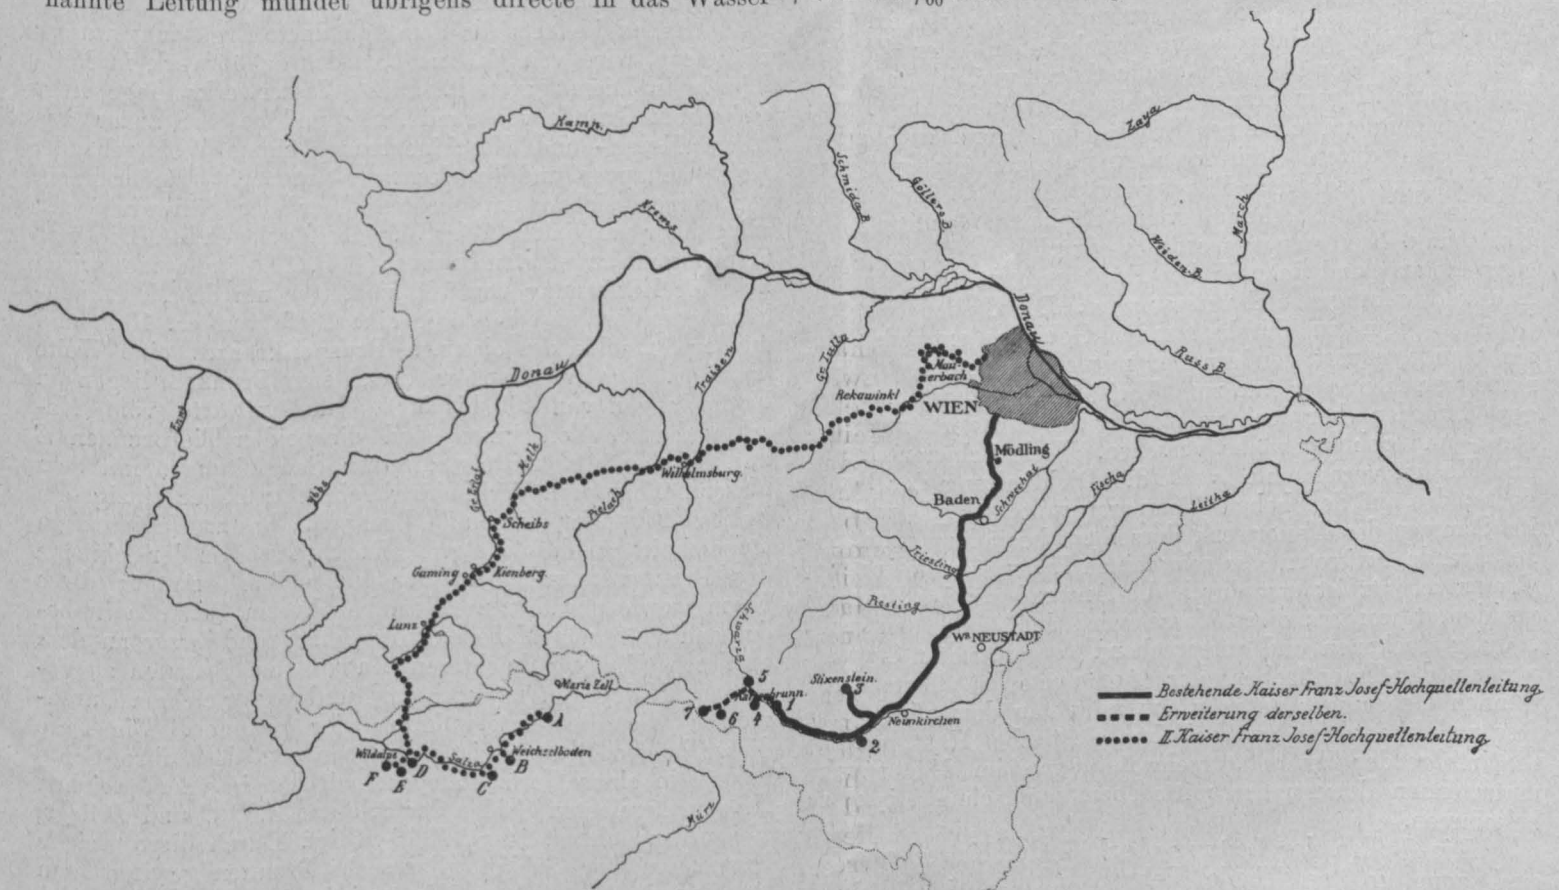 nannte Leitung mündet übrigens directe in das Wasser
Kamp.
Zaya
Schmida B
Göllers B.
Krems
March
Weiden B.
Donau
Russ B.
Gr. Tulln
Traisen
Donau
Mau-
erbach
Rekawinkl
WIEN
Enns
Mödling
Melk
Gr. Erlaf
Wilhelmsburg.
Ybbs
Pielach
Baden
Schwechat
Fischa
Leitha
Scheibs
Triesting
Gaming
Kienberg.
Piesting
Lunz
Schwarza
Wr. NEUSTADT
Maria Zell
Stixenstein.
5
3
7
6
4
1
Neunkirchen
2
A
Weichselboden
Wildalpe
Salza
B
F
E
D
C
Mürz
Bestehende Kaiser Franz Josef-Hochquellenleitung.
Erweiterung derselben.
II. Kaiser Franz Josef-Hochquellenleitung.